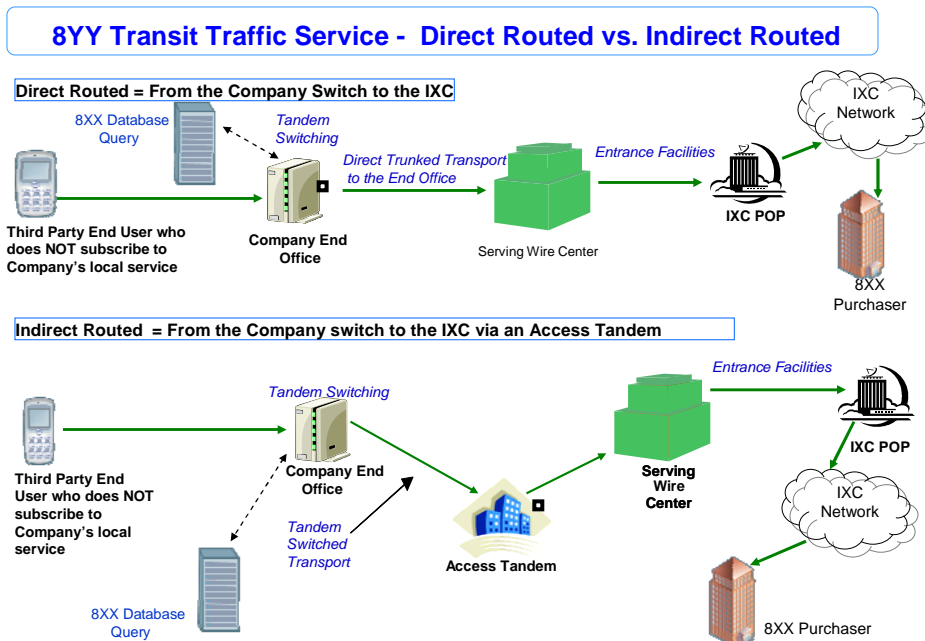 8YY Transit Traffic Service - Direct Routed vs. Indirect Routed
Direct Routed = From the Company Switch to the IXC
8XX Database
Query
Tandem
Switching
Direct Trunked Transport
to the End Office
Entrance Facilities
IXC
Network
IXC POP
Third Party End User who
does NOT subscribe to
Company's local service
Company End
Office
Serving Wire Center
8XX
Purchaser
Indirect Routed = From the Company switch to the IXC via an Access Tandem
Entrance Facilities
Tandem Switching
IXC POP
Company End
Office
Serving
Wire
Center
Third Party End
User who does NOT
subscribe to
Company's local
service
IXC
Network
Tandem
Switched
Transport
Access Tandem
8XX Database
Query
8XX Purchaser